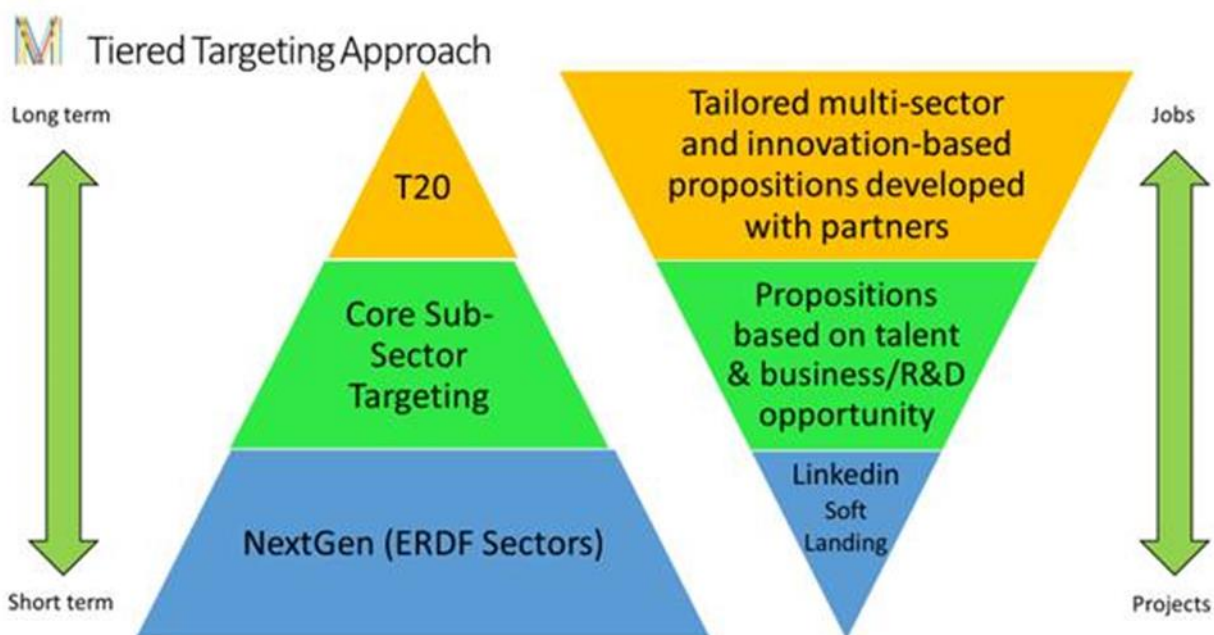 M
Tiered Targeting Approach
Long term
Short term
T20
Core Sub-
Sector
Targeting
NextGen (ERDF Sectors)
Tailored multi-sector
and innovation-based
propositions developed
with partners
Propositions
based on talent
& business/R&D
opportunity
Linkedin
Soft
Landing
Jobs
Projects